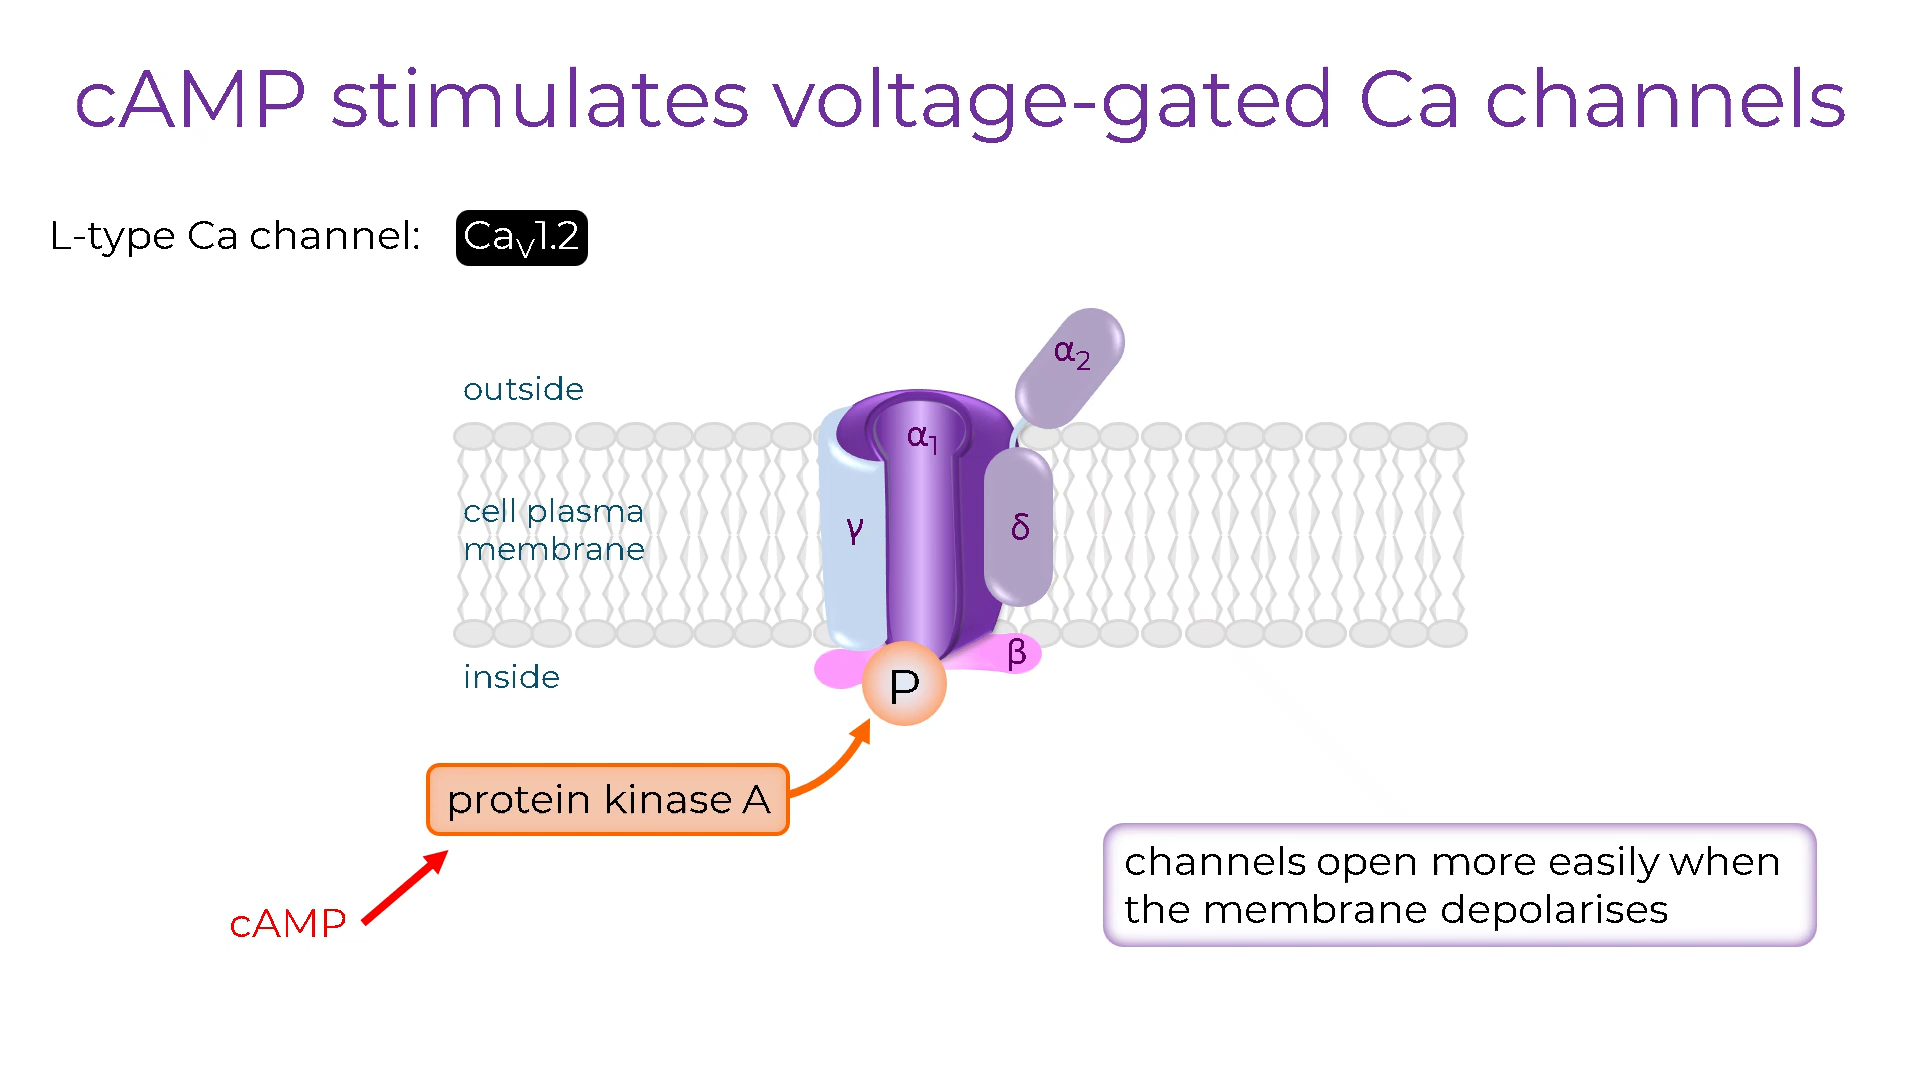 cAMP stimulates voltage-gated Ca channels
L-type Ca channel: CaV1.2
α2
outside
α1
cell plasma
membrane
γ
δ
β
inside
P
protein kinase A
channels open more easily when
the membrane depolarises
cAMP